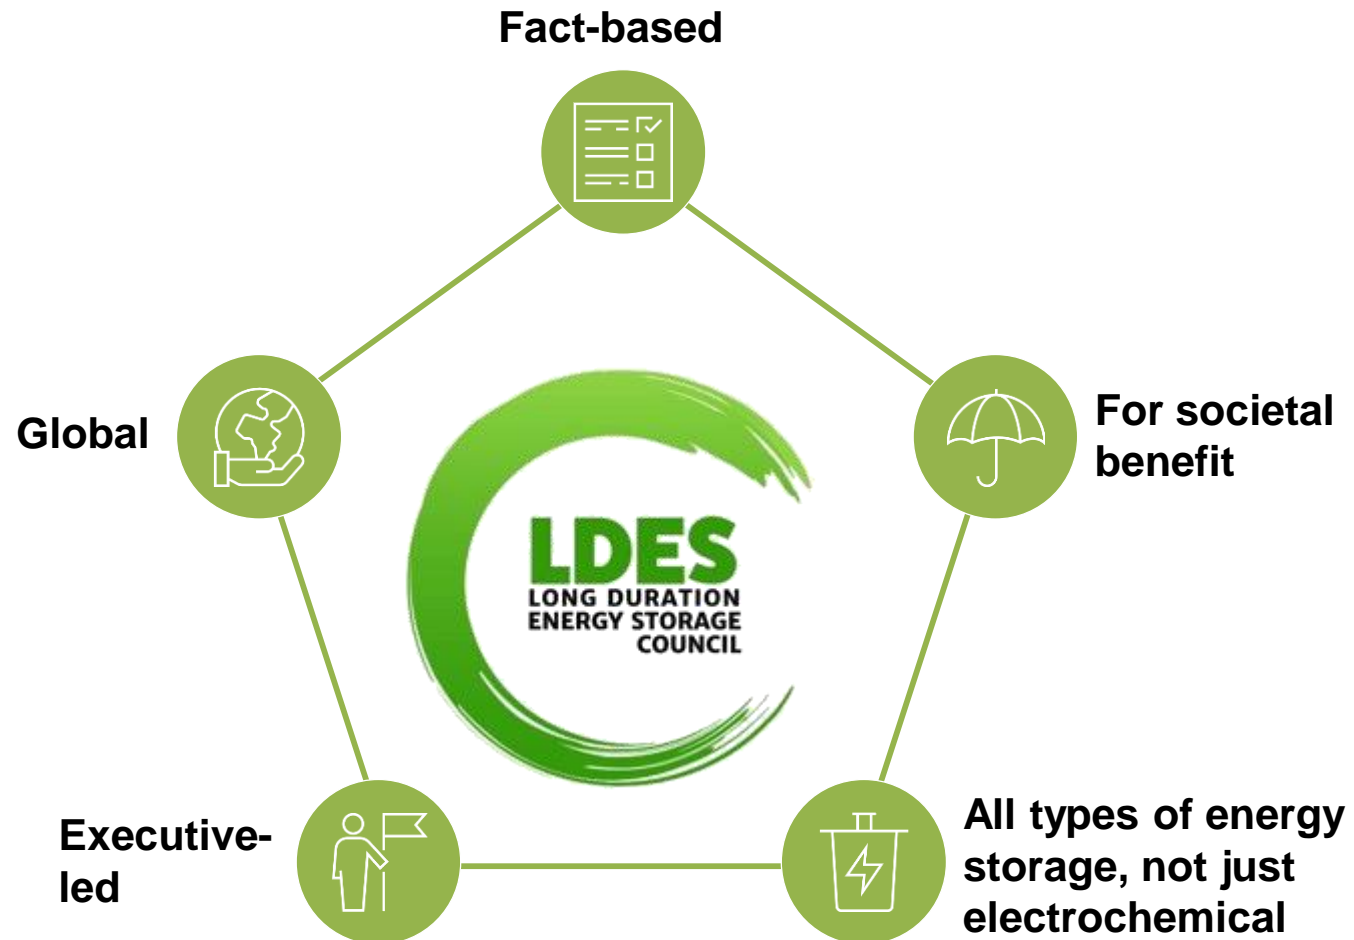 Fact-based
Global
For societal
benefit
LDES
LONG DURATION
ENERGY STORAGE
COUNCIL
Executive-
led
All types of energy
storage, not just
electrochemical